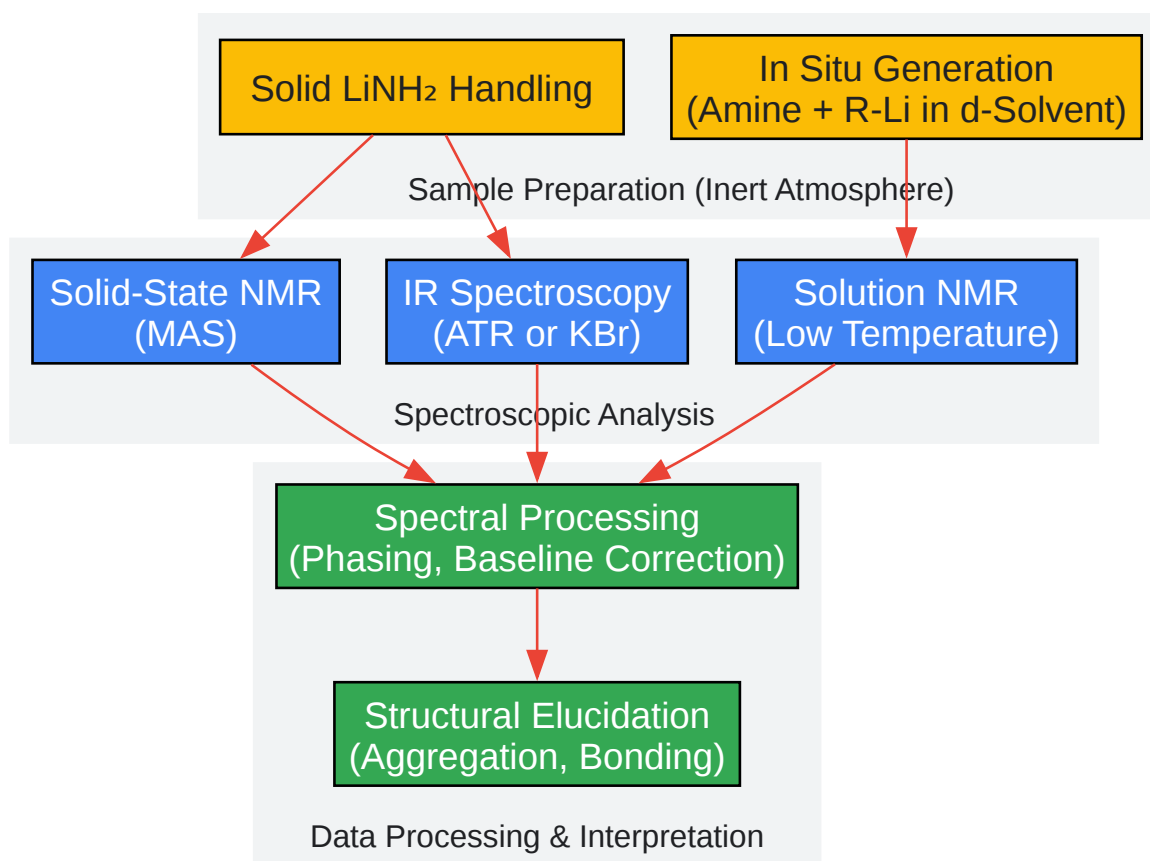 Solid LiNH₂ Handling
In Situ Generation
(Amine + R-Li in d-Solvent)
Sample Preparation (Inert Atmosphere)
Solid-State NMR
(MAS)
IR Spectroscopy
(ATR or KBr)
Solution NMR
(Low Temperature)
Spectroscopic Analysis
Spectral Processing
(Phasing, Baseline Correction)
Structural Elucidation
(Aggregation, Bonding)
Data Processing & Interpretation